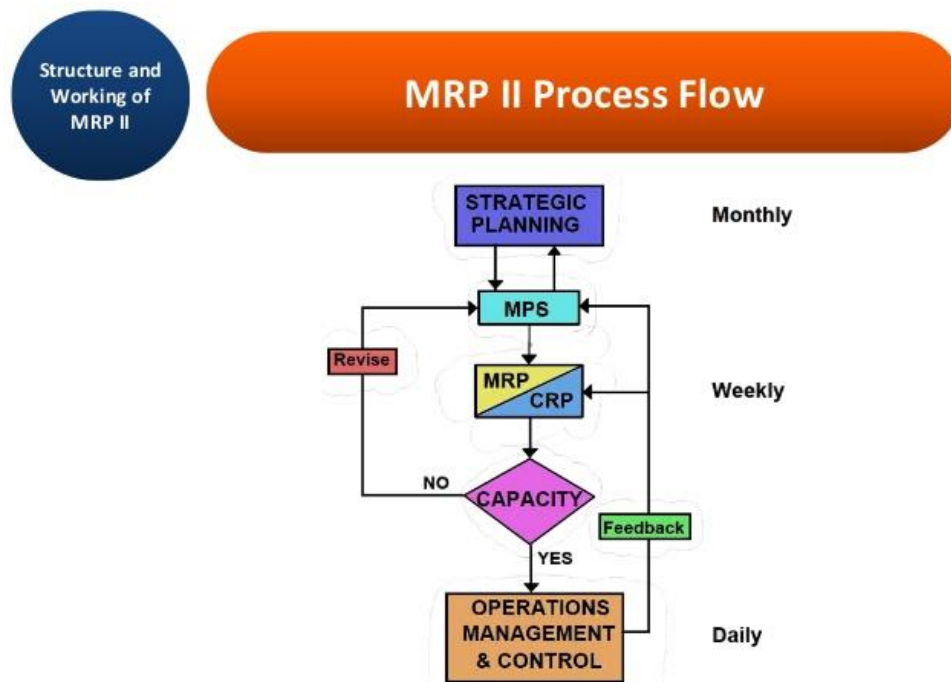 Structure and
Working of
MRP II
MRP II Process Flow
STRATEGIC
PLANNING
Monthly
MPS
Revise
MRP
CRP
Weekly
NO
CAPACITY
Feedback
YES
OPERATIONS
MANAGEMENT
& CONTROL
Daily